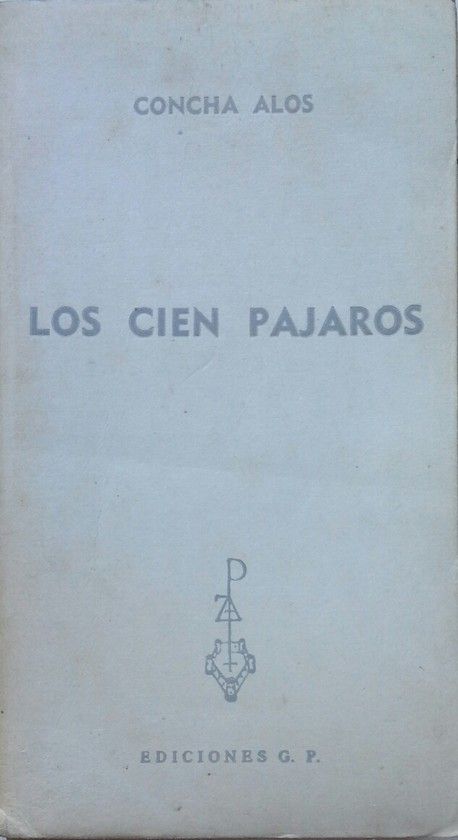 CONCHA ALOS
LOS CIEN PAJAROS
P
Z
EDICIONES G. P.